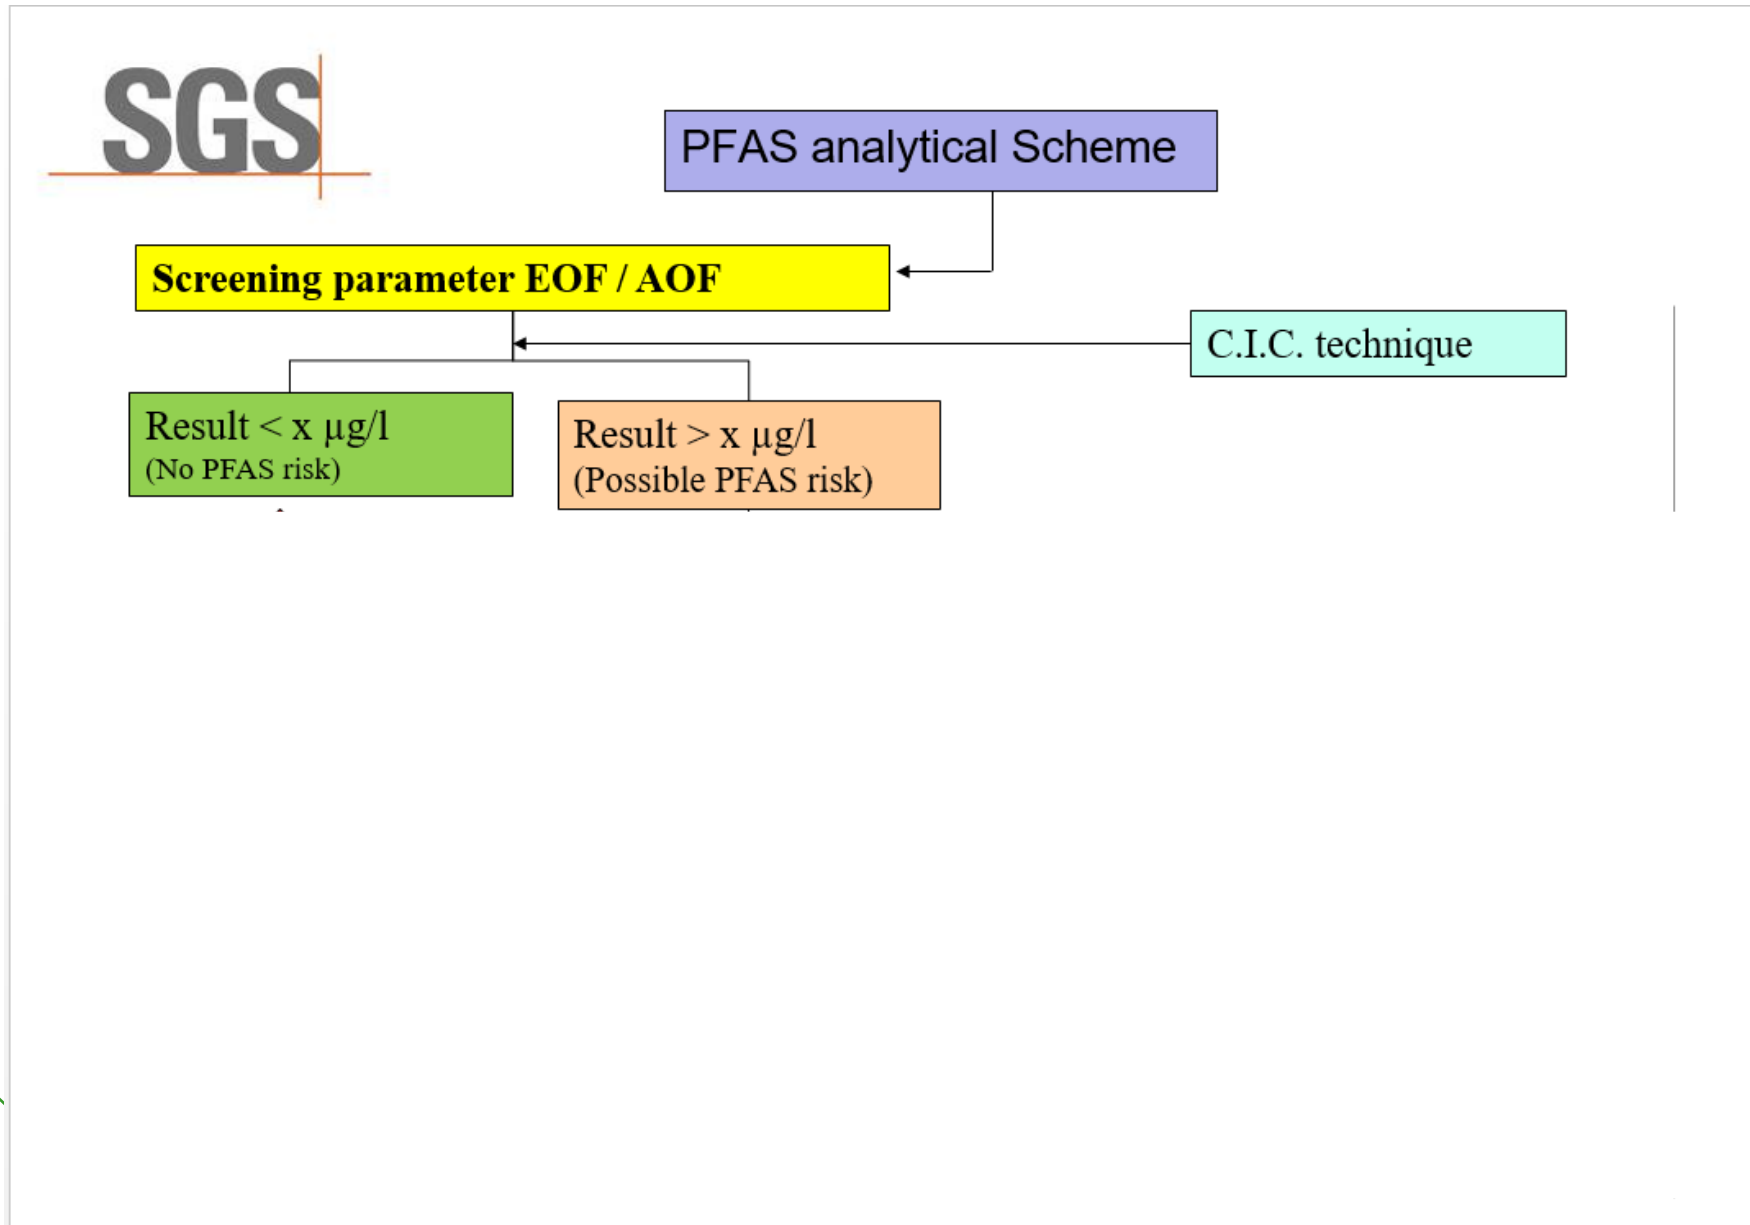 SGS
PFAS analytical Scheme
Screening parameter EOF / AOF
C.I.C. technique
Result < x µg/l
(No PFAS risk)
Result > x µg/l
(Possible PFAS risk)